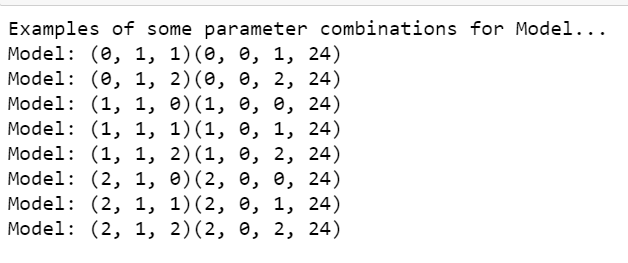 Examples of some parameter combinations for Model...
Model: (0, 1, 1)(0, 0, 1, 24)
Model: (0, 1, 2)(0, 0, 2, 24)
Model: (1, 1, 0)(1, 0, 0, 24)
Model: (1, 1, 1)(1, 0, 1, 24)
Model: (1, 1, 2)(1, 0, 2, 24)
Model: (2, 1, 0)(2, 0, 0, 24)
Model: (2, 1, 1)(2, 0, 1, 24)
Model: (2, 1, 2)(2, 0, 2, 24)